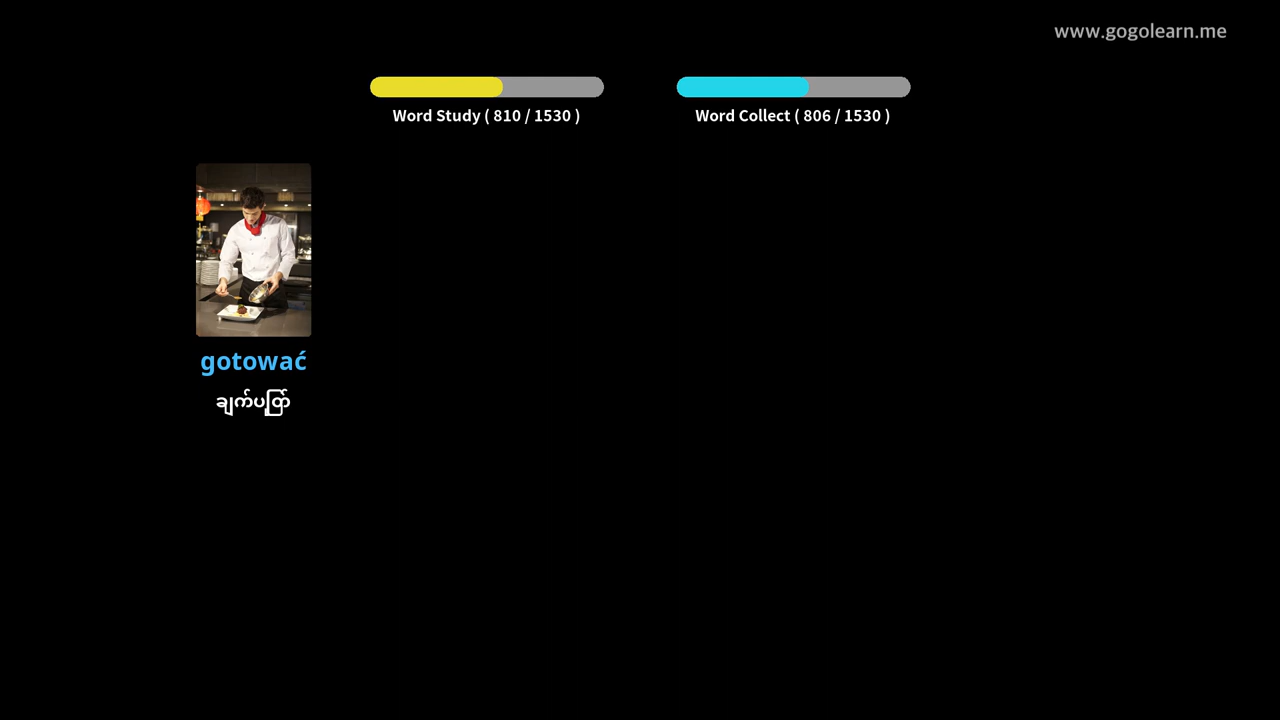 www.gogolearn.me
Word Study ( 810 / 1530 )
Word Collect ( 806 / 1530 )
gotować
ချက်ပြုတ်